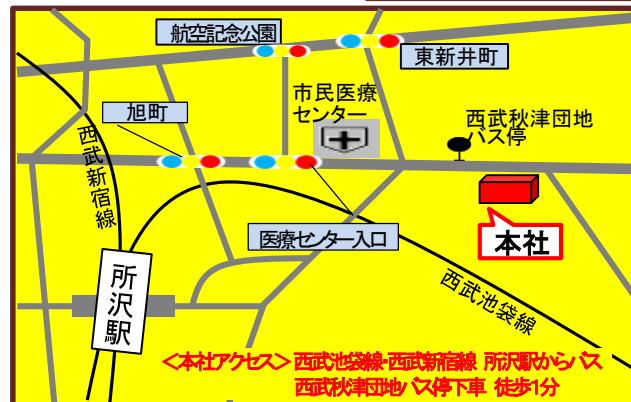 航空記念公園
東新井町
旭町
市民医療
センター
西武秋津団地
バス停
西武新宿線
医療センター入口
本社
所沢駅
西武池袋線
＜本社アクセス＞西武池袋線・西武新宿線 所沢駅からバス
西武秋津団地バス停下車 徒歩1分